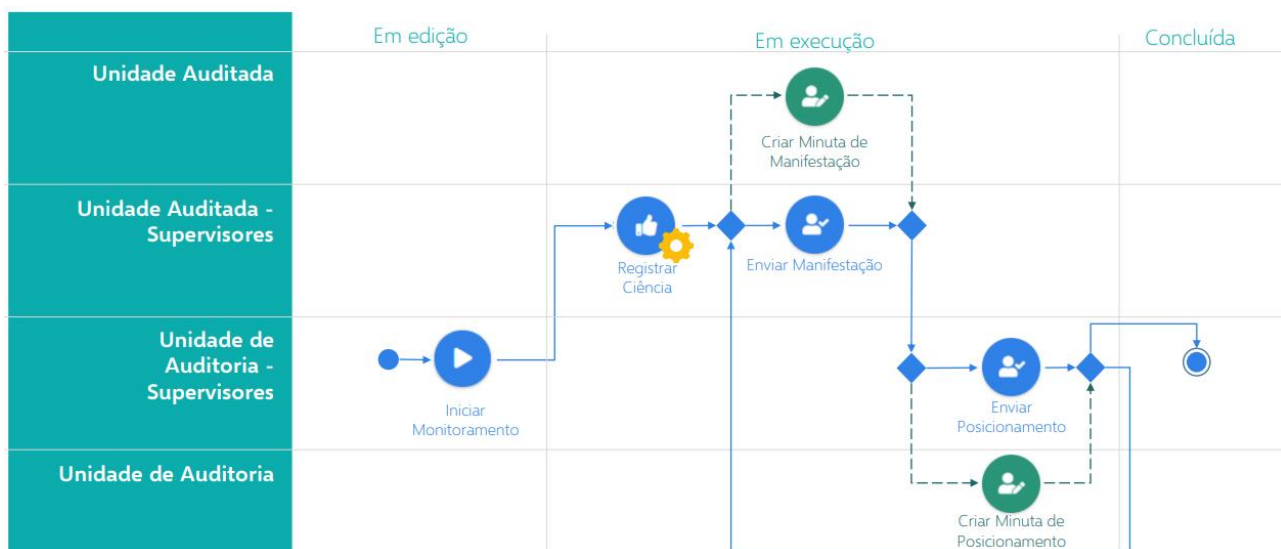 Em edição
Em execução
Concluída
Unidade Auditada
Criar Minuta de
Manifestação
Unidade Auditada -
Supervisores
Registrar
Ciência
Enviar Manifestação
Unidade de
Auditoria -
Supervisores
Iniciar
Monitoramento
Enviar
Posicionamento
Unidade de Auditoria
Criar Minuta de
Posicionamento